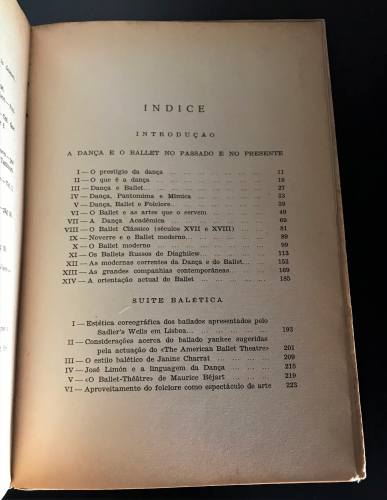 INDICE
INTRODUÇÃO
A DANÇA E O BALLET NO PASSADO E NO PRESENTE
I — O prestígio da dança ... 11
II — O que é a dança ... 19
III — Dança e Ballet... 27
IV — Dança, Pantomima e Mímica ... 33
V — Dança, Ballet e Folclore... 39
VI — O Ballet e as artes que o servem ... 49
VII — A Dança Académica... 69
VIII — O Ballet Clássico (séculos XVII e XVIII)... 81
IX — Noverre e o Ballet moderno... 89
X — O Ballet moderno ... 99
XI — Os Ballets Russos de Diaghilew... 113
XII — As modernas correntes da Dança e do Ballet... 153
XIII — As grandes companhias contemporâneas... 169
XIV — A orientação actual do Ballet ... 185
SUITE BALÉTICA
I — Estética coreográfica dos bailados apresentados pelo
Sadler's Wells em Lisboa... 193
II — Considerações acerca do bailado yankee sugeridas
pela actuação do «The American Ballet Theatre» 201
III — O estilo balético de Janine Charrat ... 209
IV — José Limón e a linguagem da Dança ... 215
V — «O Ballet-Théâtre» de Maurice Béjart ... 219
VI — Aproveitamento do folclore como espectáculo de arte 223